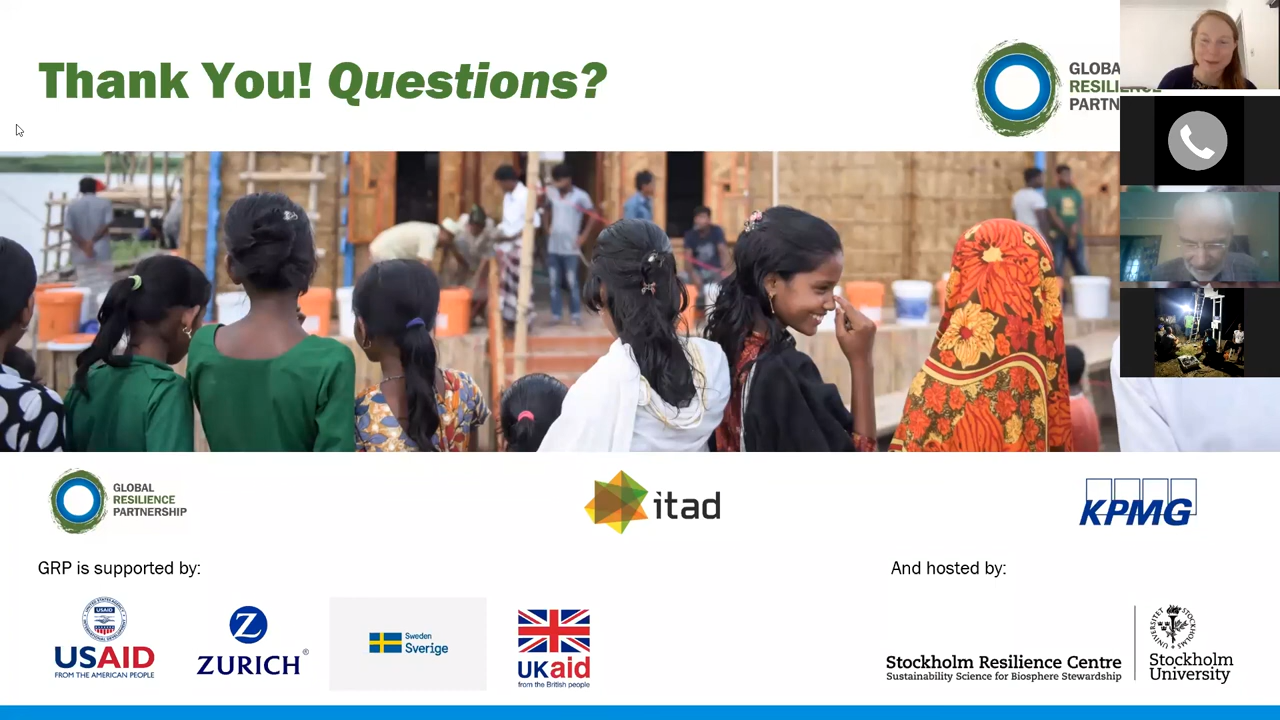 Thank You! Questions?
GLOBA
RESILIENCE
PARTN
GLOBAL
RESILIENCE
PARTNERSHIP
itad
KPMG
GRP is supported by:
And hosted by:
USAID
USAID
FROM THE AMERICAN PEOPLE
Z
ZURICH®
Sweden
Sverige
UKaid
from the British people
Stockholm Resilience Centre
Sustainability Science for Biosphere Stewardship
Stockholm
University